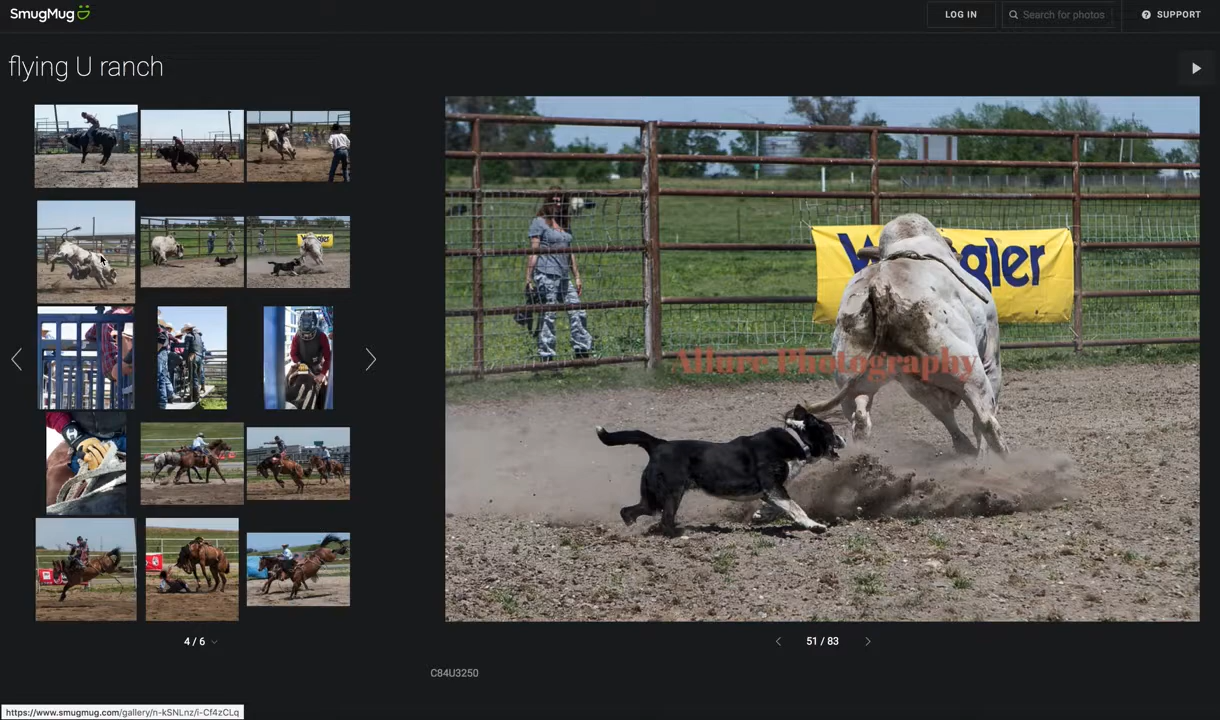 SmugMug
LOG IN
Search for photos
SUPPORT
flying U ranch
Wrangler
Allure Photography
4 / 6
51 / 83
C84U3250
https://www.smugmug.com/gallery/n-kSNLnz/i-Cf4zCLq